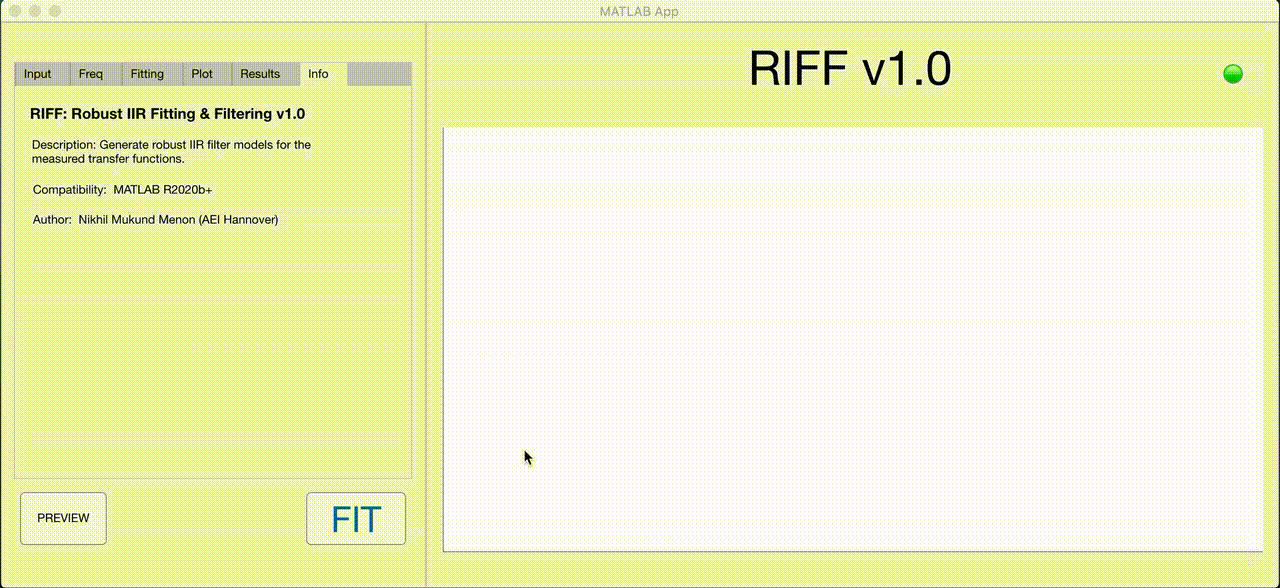 MATLAB App
Input Freq Fitting Plot Results Info
RIFF: Robust IIR Fitting & Filtering v1.0
Description: Generate robust IIR filter models for the
measured transfer functions.
Compatibility: MATLAB R2020b+
Author: Nikhil Mukund Menon (AEI Hannover)
PREVIEW
FIT
RIFF v1.0